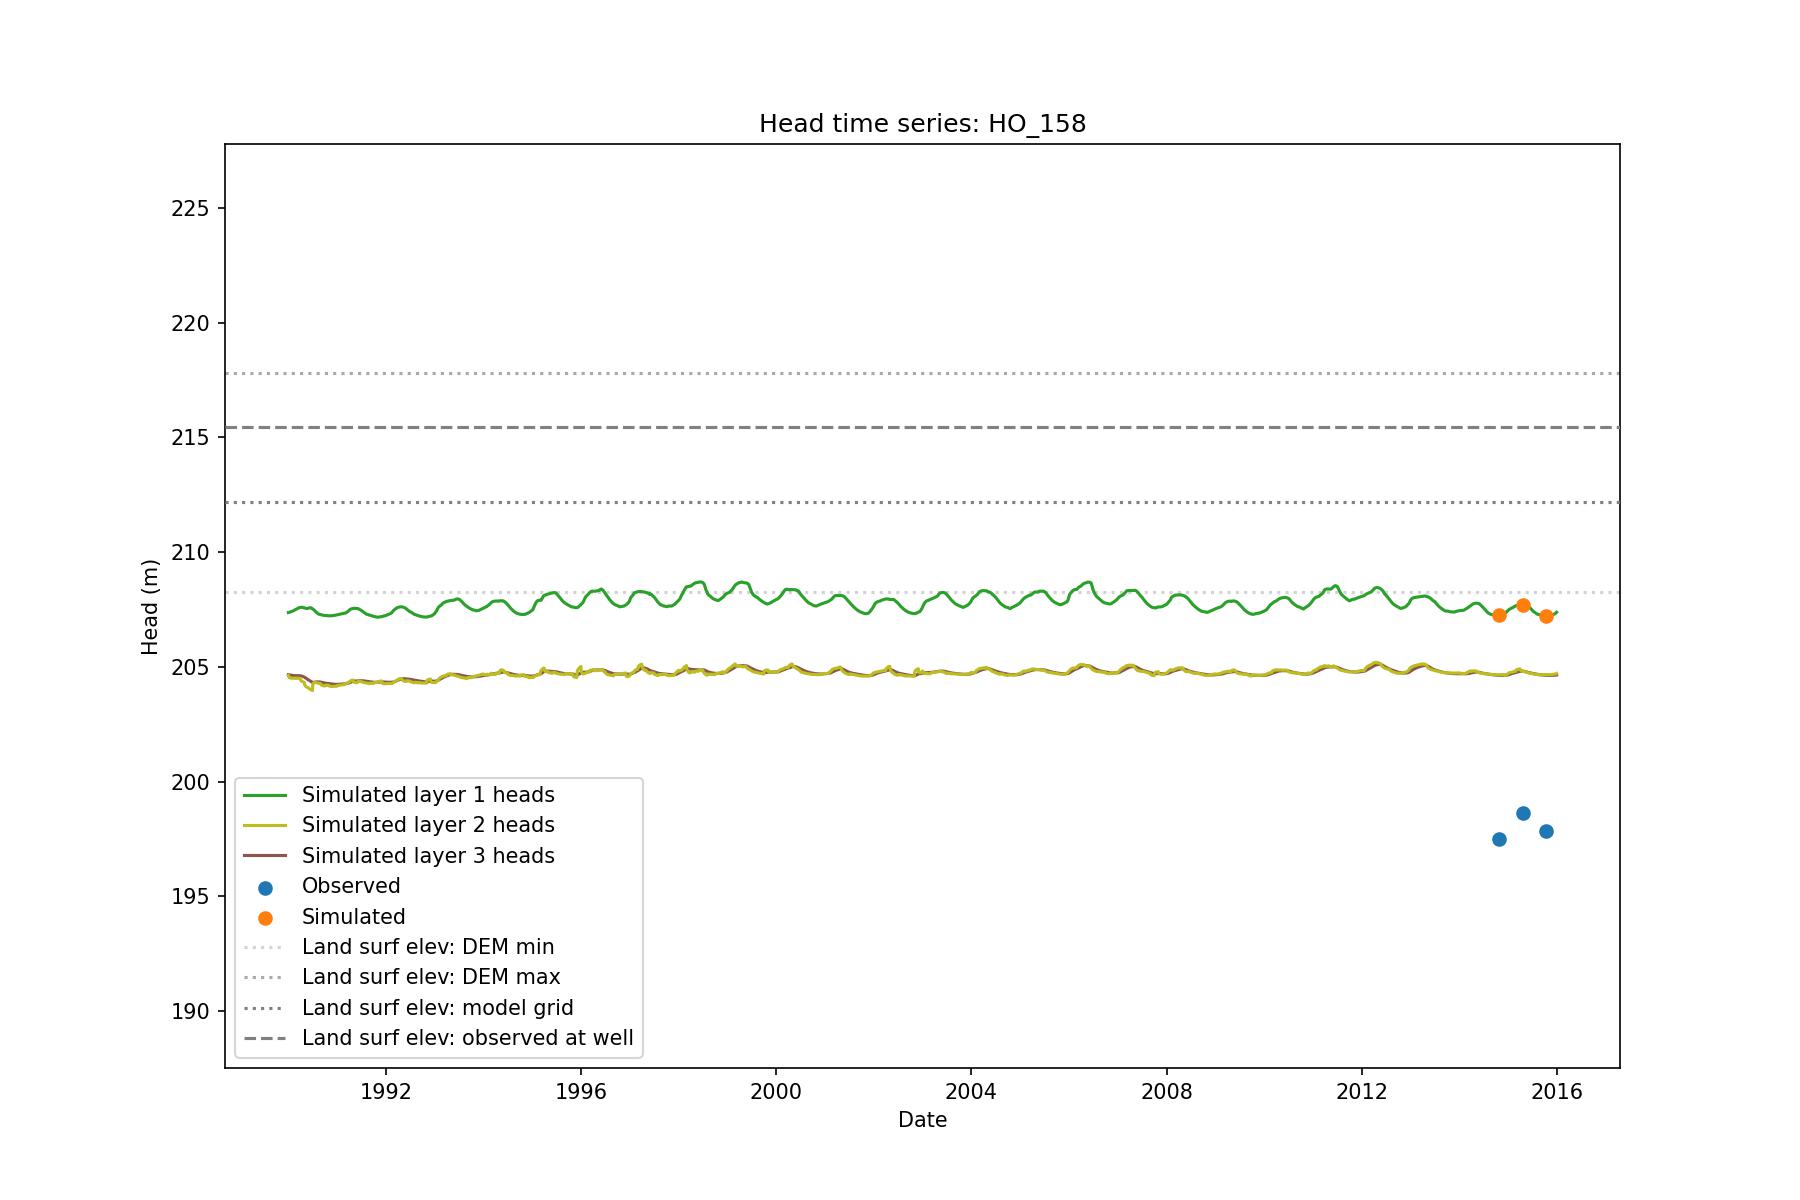 Head time series: HO_158
225
220
215
210
205
200
195
190
Head (m)
Simulated layer 1 heads
Simulated layer 2 heads
Simulated layer 3 heads
Observed
Simulated
Land surf elev: DEM min
Land surf elev: DEM max
Land surf elev: model grid
Land surf elev: observed at well
1992 1996 2000 2004 2008 2012 2016
Date